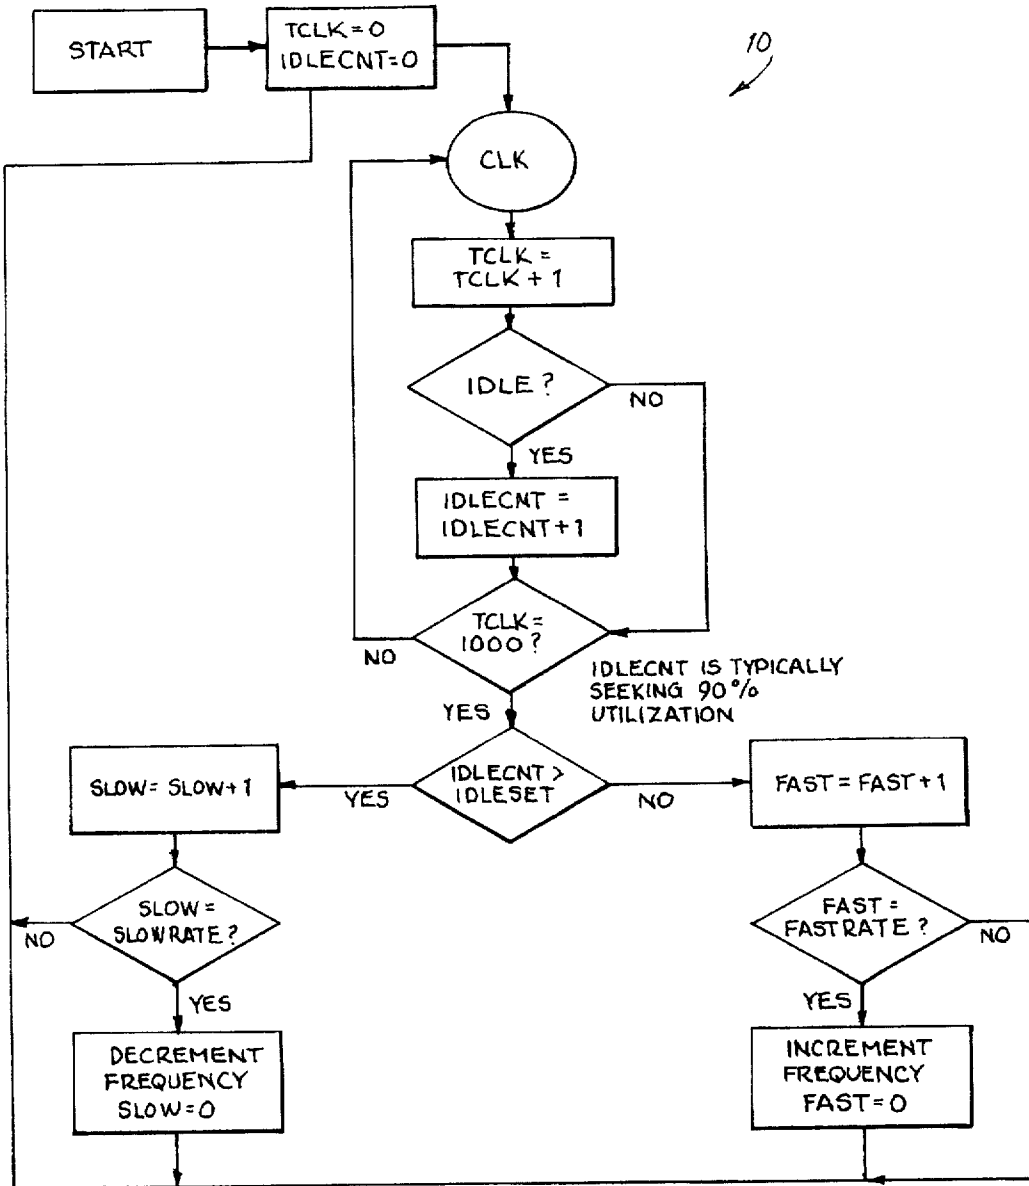 START
TCLK=0
IDLECNT=0
10
CLK
TCLK=
TCLK+1
IDLE?
NO
YES
IDLECNT =
IDLECNT+1
TCLK=
1000?
NO
IDLECNT IS TYPICALLY
SEEKING 90%
UTILIZATION
YES
SLOW= SLOW+1
YES
IDLECNT >
IDLESET
NO
FAST = FAST+1
SLOW=
SLOWRATE?
NO
FAST=
FASTRATE?
NO
YES
YES
DECREMENT
FREQUENCY
SLOW=0
INCREMENT
FREQUENCY
FAST=0